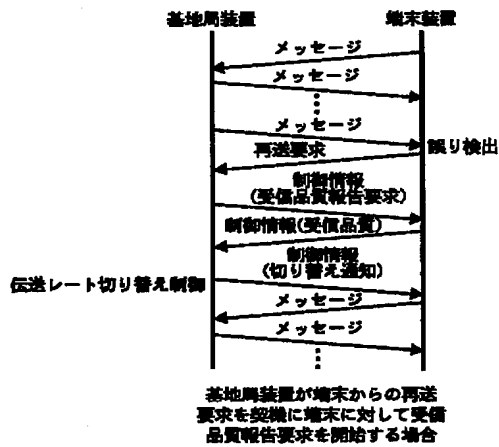 基地局装置 端末装置
メッセージ
メッセージ
メッセージ
誤り検出
再送要求
制御情報
(受信品質報告要求)
制御情報(受信品質)
制御情報
(切り替え通知)
伝送レート切り替え制御
メッセージ
メッセージ
基地局装置が端末からの再送
要求を契機に端末に対して受信
品質報告要求を開始する場合